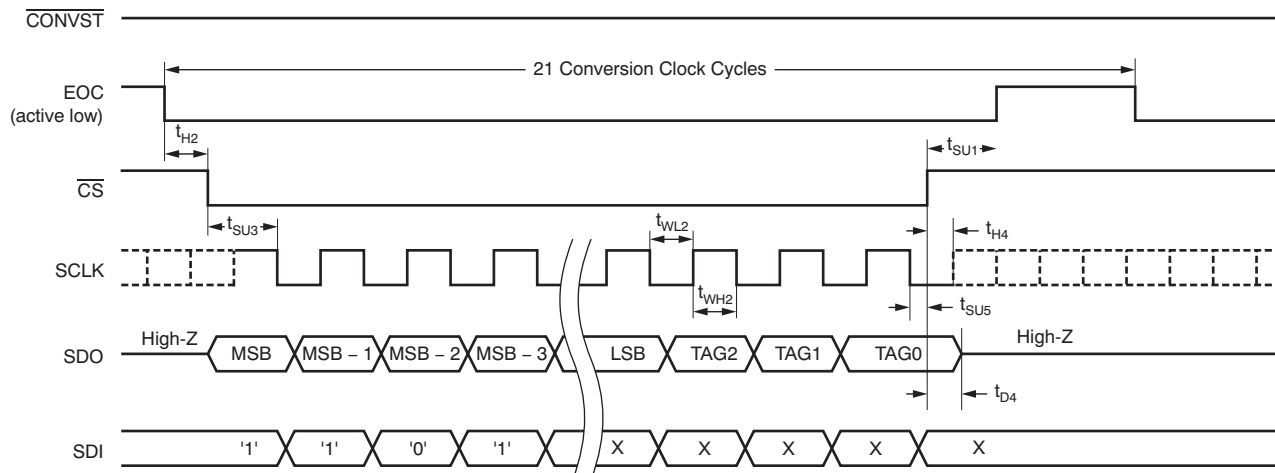 CONVST
21 Conversion Clock Cycles
EOC
(active low)
tH2
tSU1
CS
tSU3
tWL2
tH4
SCLK
tWH2
tSU5
High-Z
High-Z
SDO
MSB
MSB – 1
MSB – 2
MSB – 3
LSB
TAG2
TAG1
TAG0
tD4
SDI
'1'
'1'
'0'
'1'
X
X
X
X
X